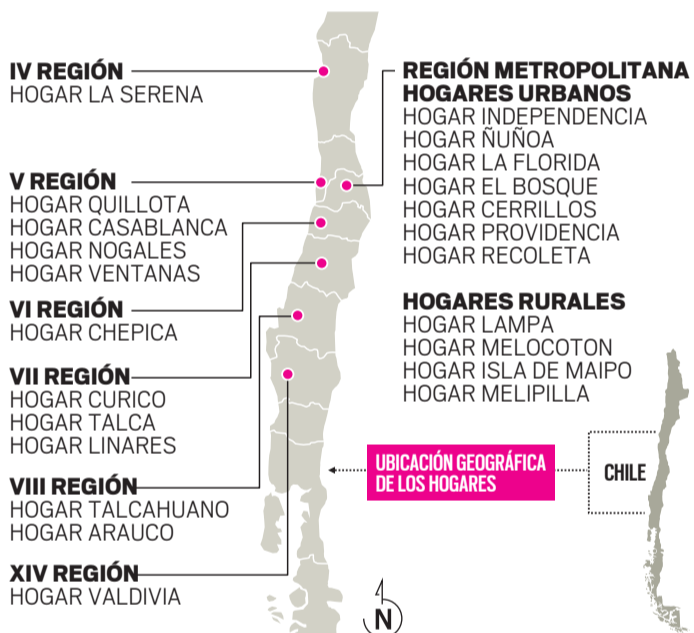 IV REGIÓN
HOGAR LA SERENA
V REGIÓN
HOGAR QUILLOTA
HOGAR CASABLANCA
HOGAR NOGALES
HOGAR VENTANAS
VI REGIÓN
HOGAR CHEPICA
VII REGIÓN
HOGAR CURICO
HOGAR TALCA
HOGAR LINARES
VIII REGIÓN
HOGAR TALCAHUANO
HOGAR ARAUCO
XIV REGIÓN
HOGAR VALDIVIA
REGIÓN METROPOLITANA
HOGARES URBANOS
HOGAR INDEPENDENCIA
HOGAR ÑUÑOA
HOGAR LA FLORIDA
HOGAR EL BOSQUE
HOGAR CERRILLOS
HOGAR PROVIDENCIA
HOGAR RECOLETA
HOGARES RURALES
HOGAR LAMPA
HOGAR MELOCOTON
HOGAR ISLA DE MAIPO
HOGAR MELIPILLA
UBICACIÓN GEOGRÁFICA
DE LOS HOGARES
CHILE
N